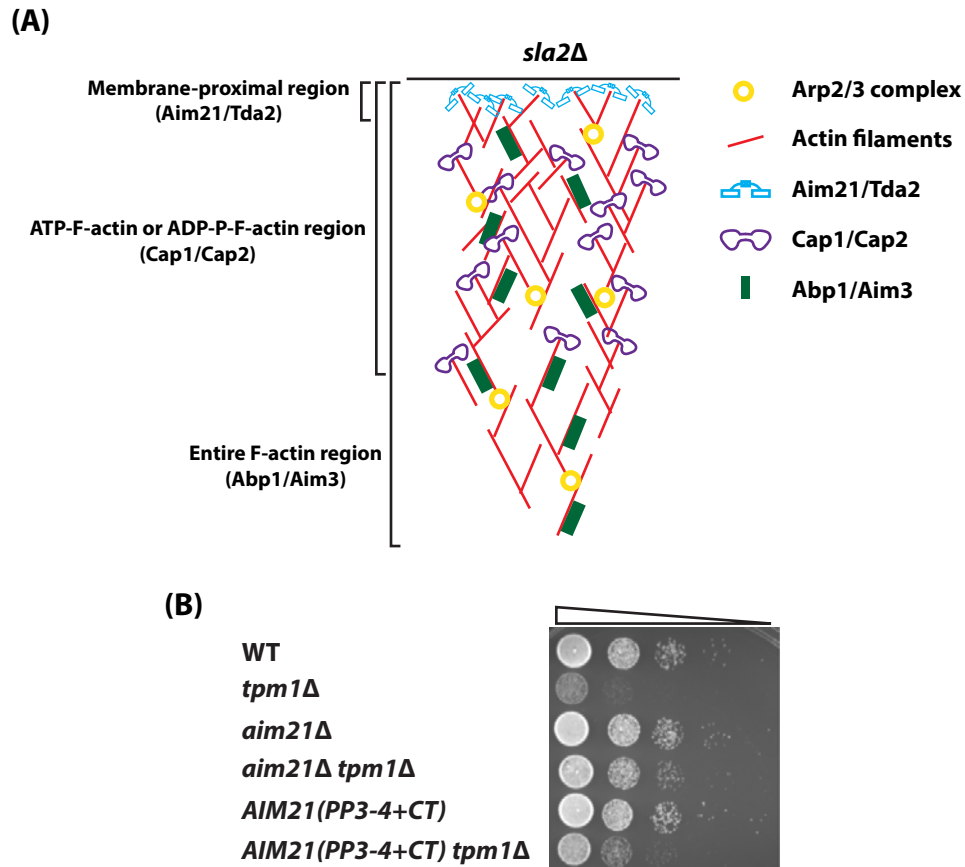 (A)
sla2Δ
Membrane-proximal region
(Aim21/Tda2)
ATP-F-actin or ADP-P-F-actin region
(Cap1/Cap2)
Entire F-actin region
(Abp1/Aim3)
Arp2/3 complex
Actin filaments
Aim21/Tda2
Cap1/Cap2
Abp1/Aim3
(B)
WT
tpm1Δ
aim21Δ
aim21Δ tpm1Δ
AIM21(PP3-4+CT)
AIM21(PP3-4+CT) tpm1Δ